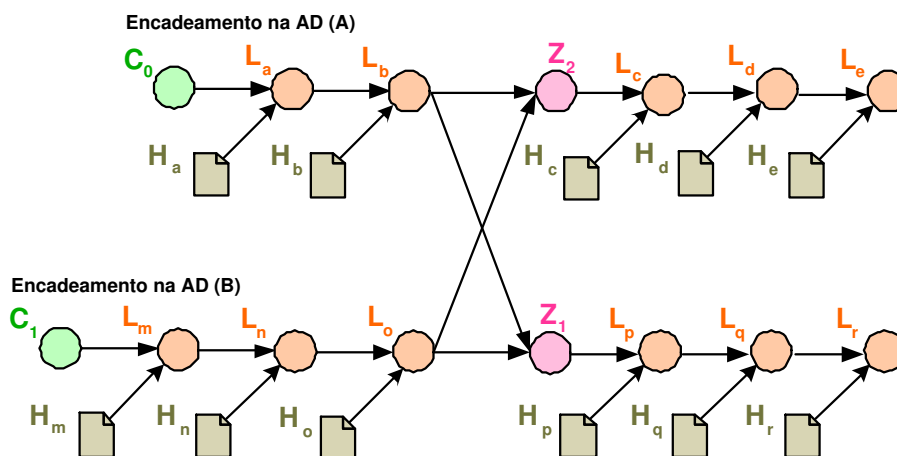 Encadeamento na AD (A)
C0 La Lb Z2 Lc Ld Le
Ha Hb Hc Hd He
Encadeamento na AD (B)
C1 Lm Ln Lo Z1 Lp Lq Lr
Hm Hn Ho Hp Hq Hr